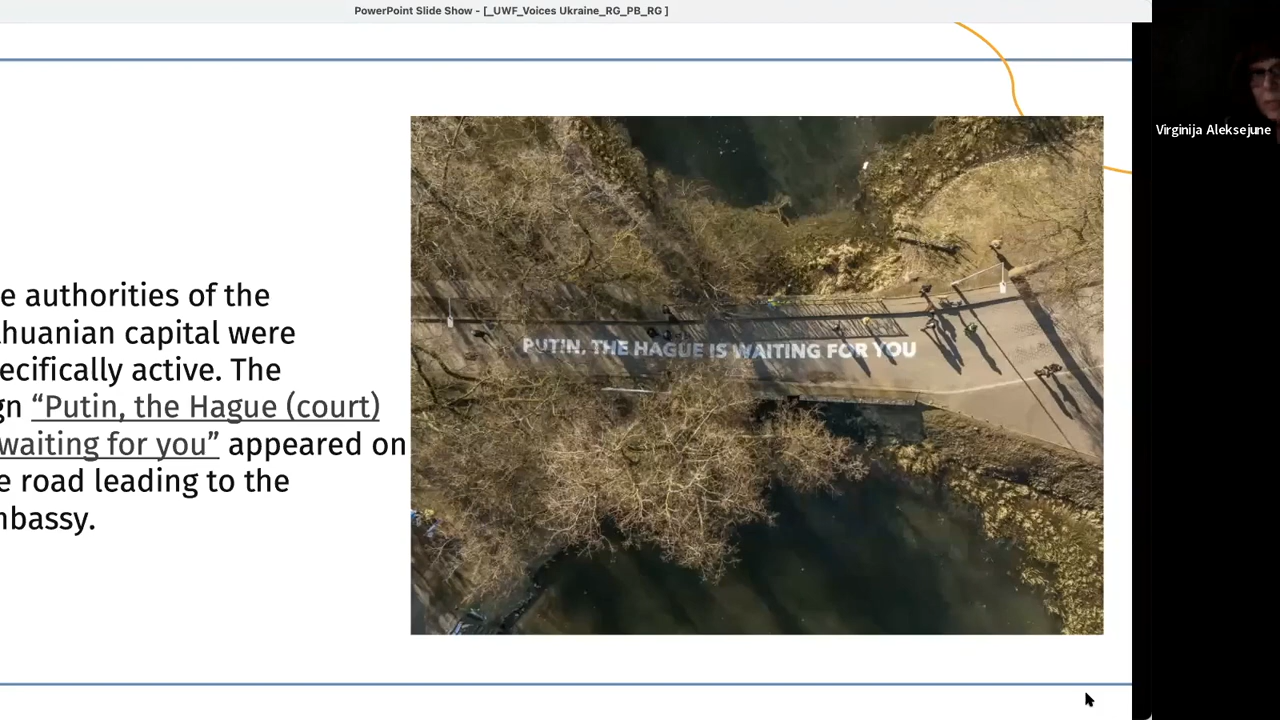 PowerPoint Slide Show - [_UWF_Voices Ukraine_RG_PB_RG ]
e authorities of the
huanian capital were
ecifically active. The
gn “Putin, the Hague (court)
waiting for you” appeared on
e road leading to the
mbassy.
PUTIN, THE HAGUE IS WAITING FOR YOU
Virginija Aleksejune